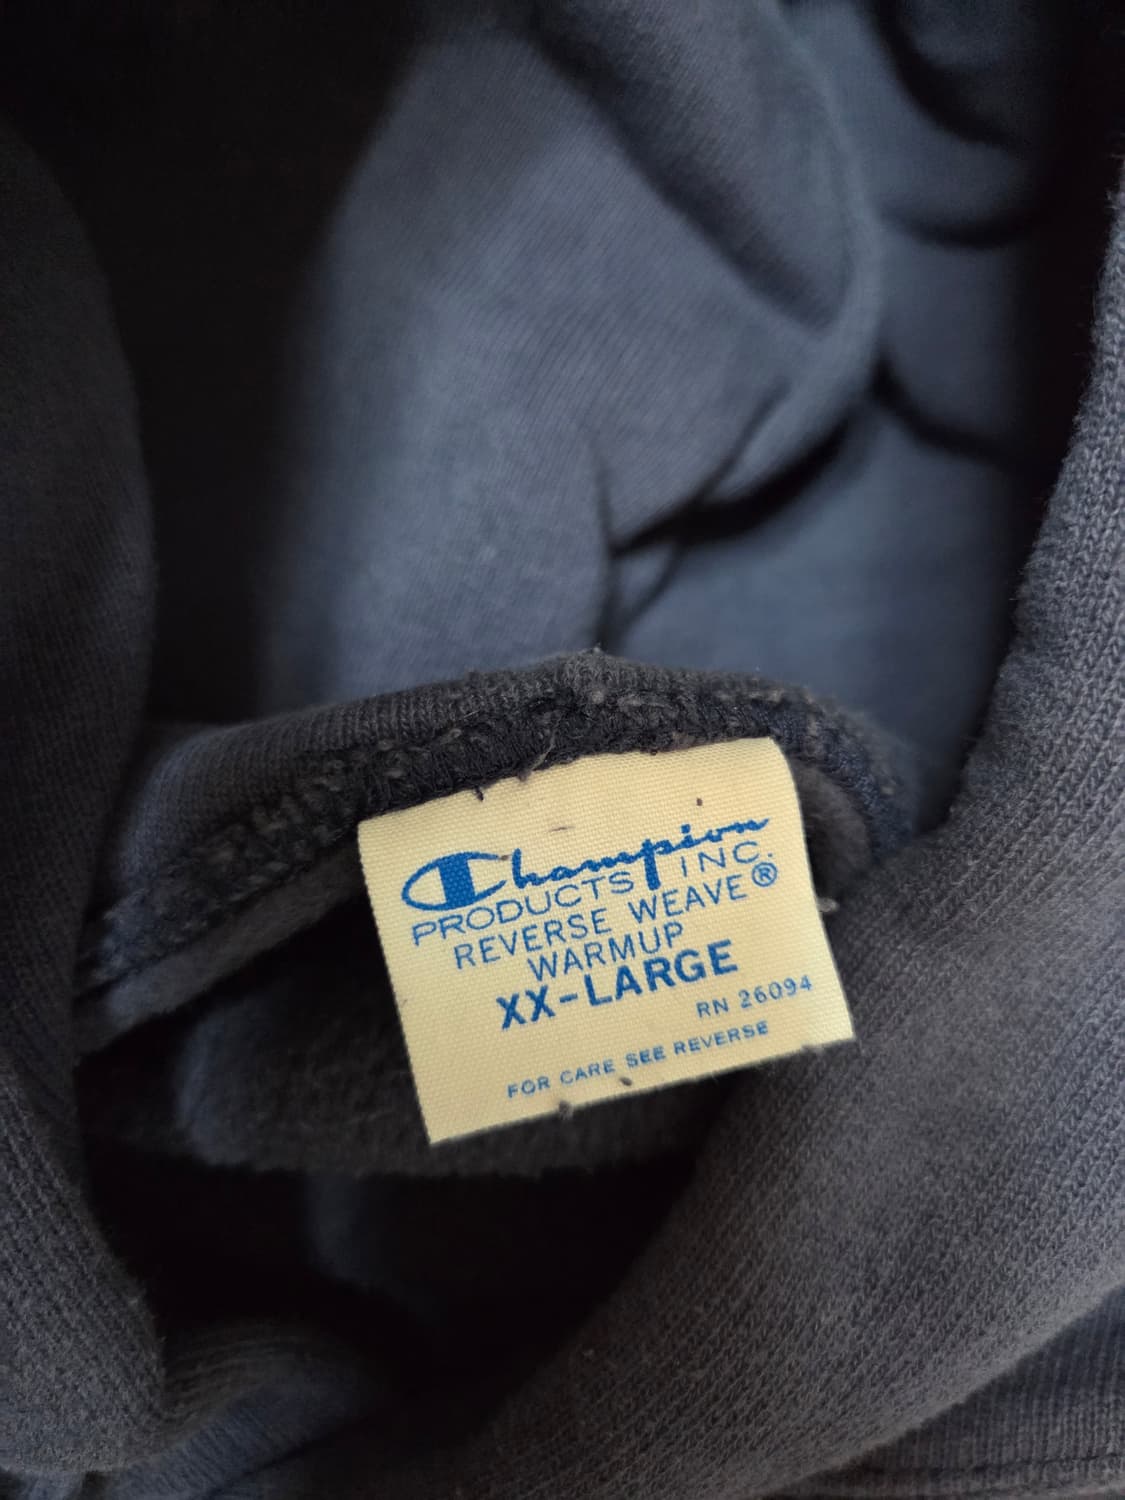 Champion
PRODUCTS INC.
REVERSE WEAVE®
WARMUP
XX-LARGE
RN 26094
FOR CARE SEE REVERSE